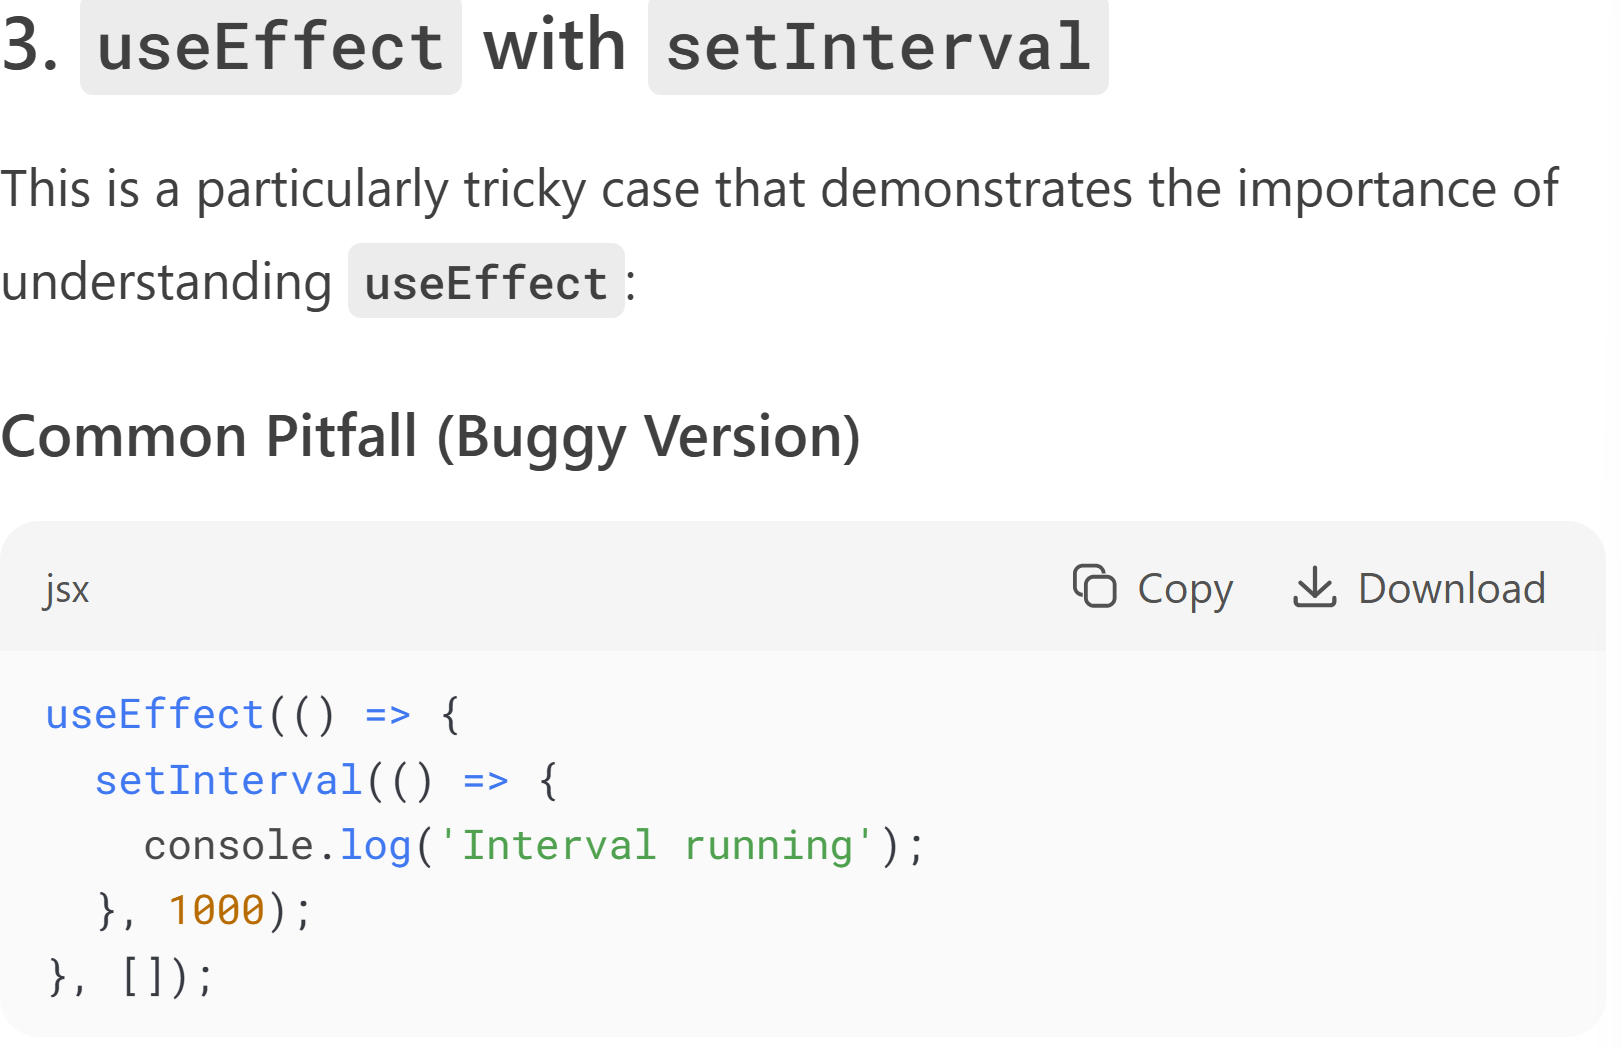 3. useEffect with setInterval
This is a particularly tricky case that demonstrates the importance of
understanding useEffect:
Common Pitfall (Buggy Version)
jsx Copy Download
useEffect(() => {
  setInterval(() => {
    console.log('Interval running');
  }, 1000);
}, []);